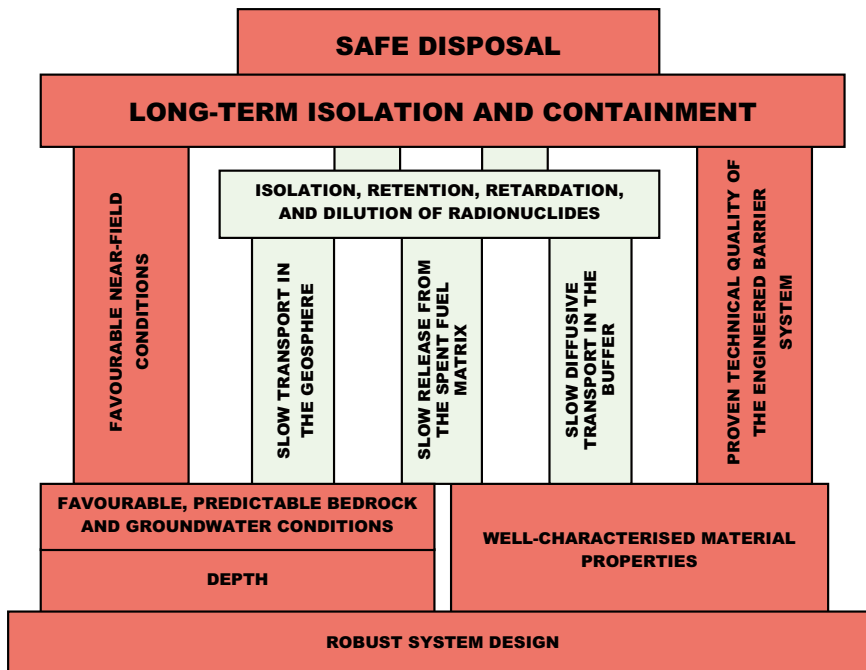 SAFE DISPOSAL
LONG-TERM ISOLATION AND CONTAINMENT
ISOLATION, RETENTION, RETARDATION,
AND DILUTION OF RADIONUCLIDES
FAVOURABLE NEAR-FIELD
CONDITIONS
SLOW TRANSPORT IN
THE GEOSPHERE
SLOW RELEASE FROM
THE SPENT FUEL
MATRIX
SLOW DIFFUSIVE
TRANSPORT IN THE
BUFFER
PROVEN TECHNICAL QUALITY OF
THE ENGINEERED BARRIER
SYSTEM
FAVOURABLE, PREDICTABLE BEDROCK
AND GROUNDWATER CONDITIONS
DEPTH
WELL-CHARACTERISED MATERIAL
PROPERTIES
ROBUST SYSTEM DESIGN